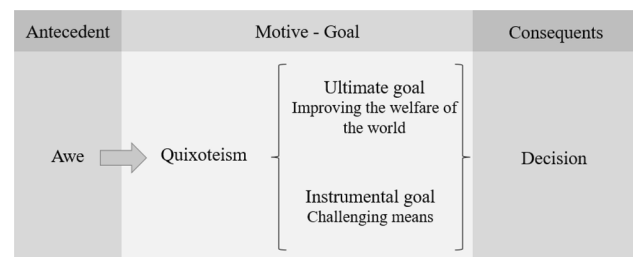 Antecedent
Motive - Goal
Consequents
Awe
Quixoteism
Ultimate goal
Improving the welfare of
the world
Instrumental goal
Challenging means
Decision